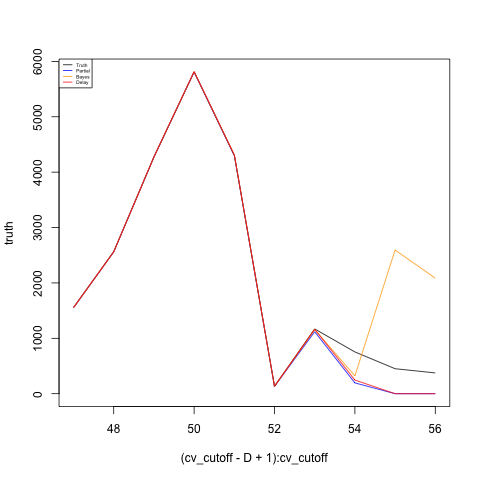 Truth
Partial
Bayes
Delay
6000
5000
4000
3000
2000
1000
0
truth
48 50 52 54 56
(cv_cutoff - D + 1):cv_cutoff